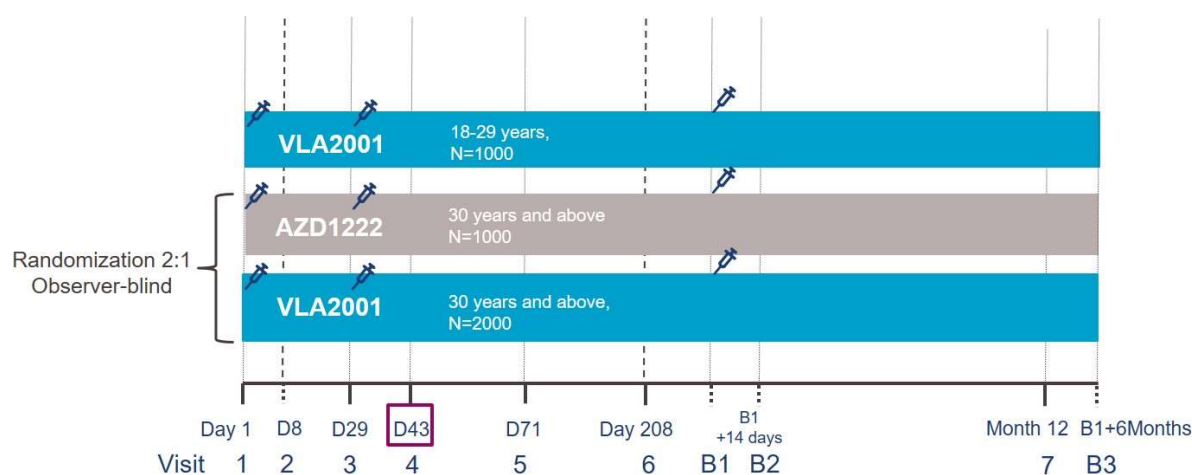 VLA2001
18-29 years,
N=1000
AZD1222
30 years and above
N=1000
Randomization 2:1
Observer-blind
VLA2001
30 years and above,
N=2000
Day 1 D8 D29 D43 D71 Day 208 B1 +14 days Month 12 B1+6Months
Visit 1 2 3 4 5 6 B1 B2 7 B3